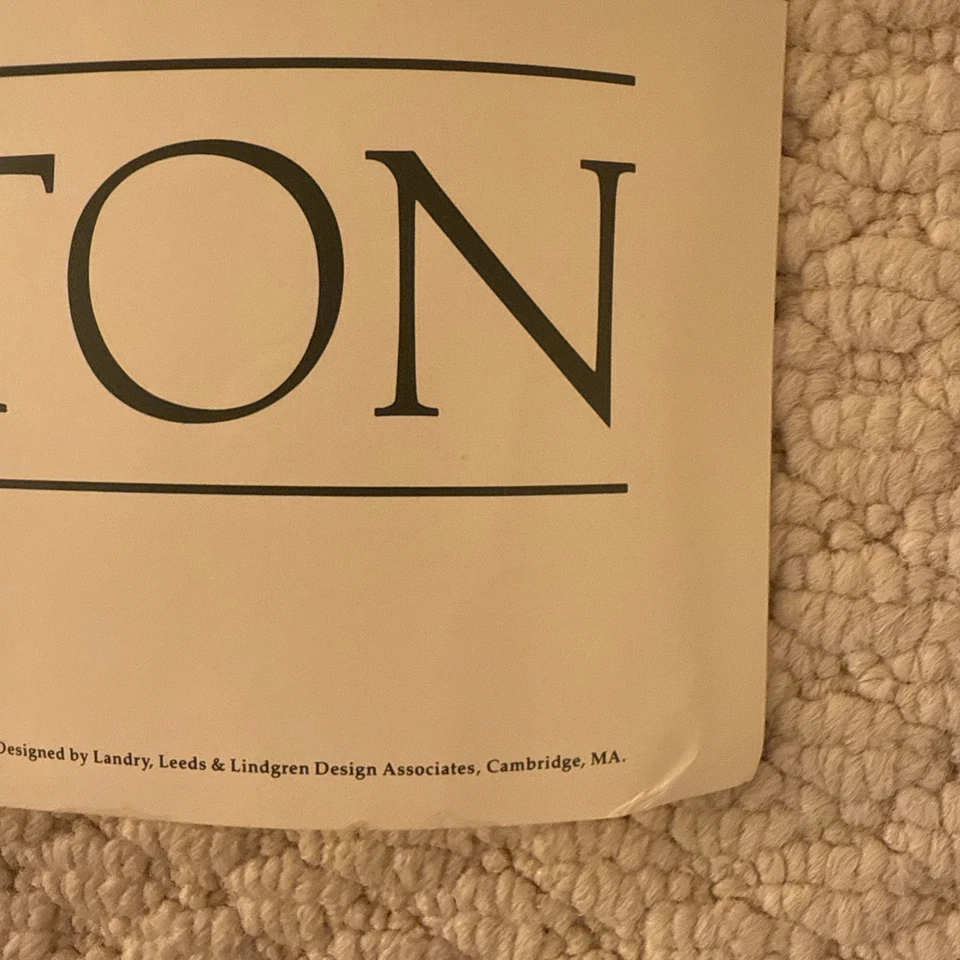 TON
Designed by Landry, Leeds & Lindgren Design Associates, Cambridge, MA.